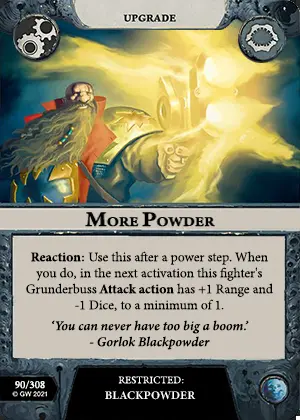 UPGRADE
MORE POWDER
Reaction: Use this after a power step. When
you do, in the next activation this fighter's
Grunderbuss Attack action has +1 Range and
-1 Dice, to a minimum of 1.
'You can never have too big a boom.'
- Gorlok Blackpowder
90/308
© GW 2021
RESTRICTED:
BLACKPOWDER